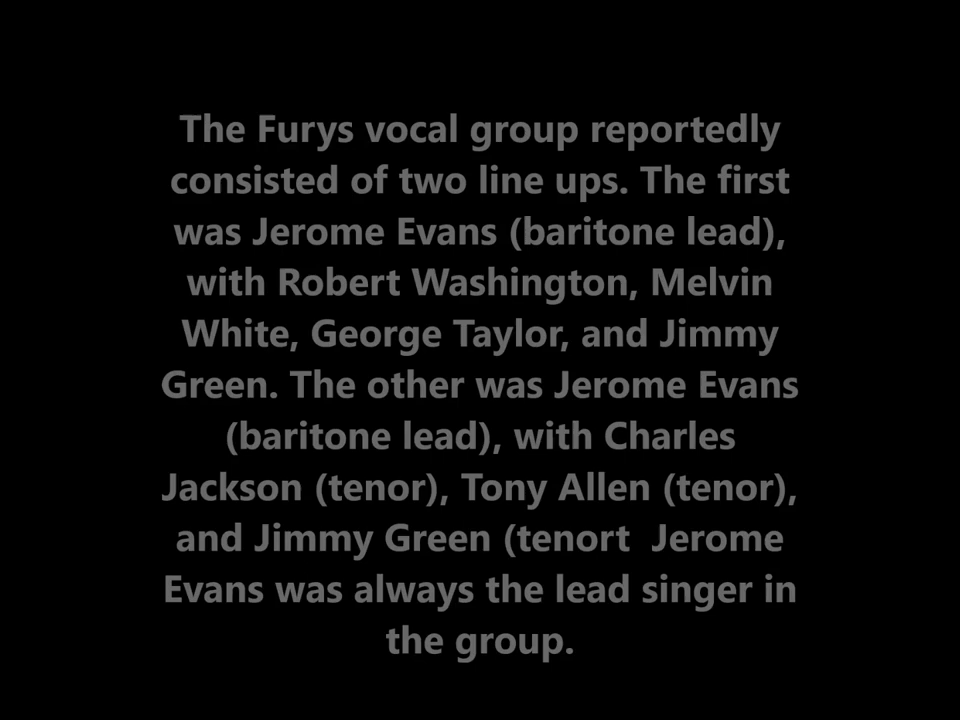 The Furys vocal group reportedly
consisted of two line ups. The first
was Jerome Evans (baritone lead),
with Robert Washington, Melvin
White, George Taylor, and Jimmy
Green. The other was Jerome Evans
(baritone lead), with Charles
Jackson (tenor), Tony Allen (tenor),
and Jimmy Green (tenort  Jerome
Evans was always the lead singer in
the group.